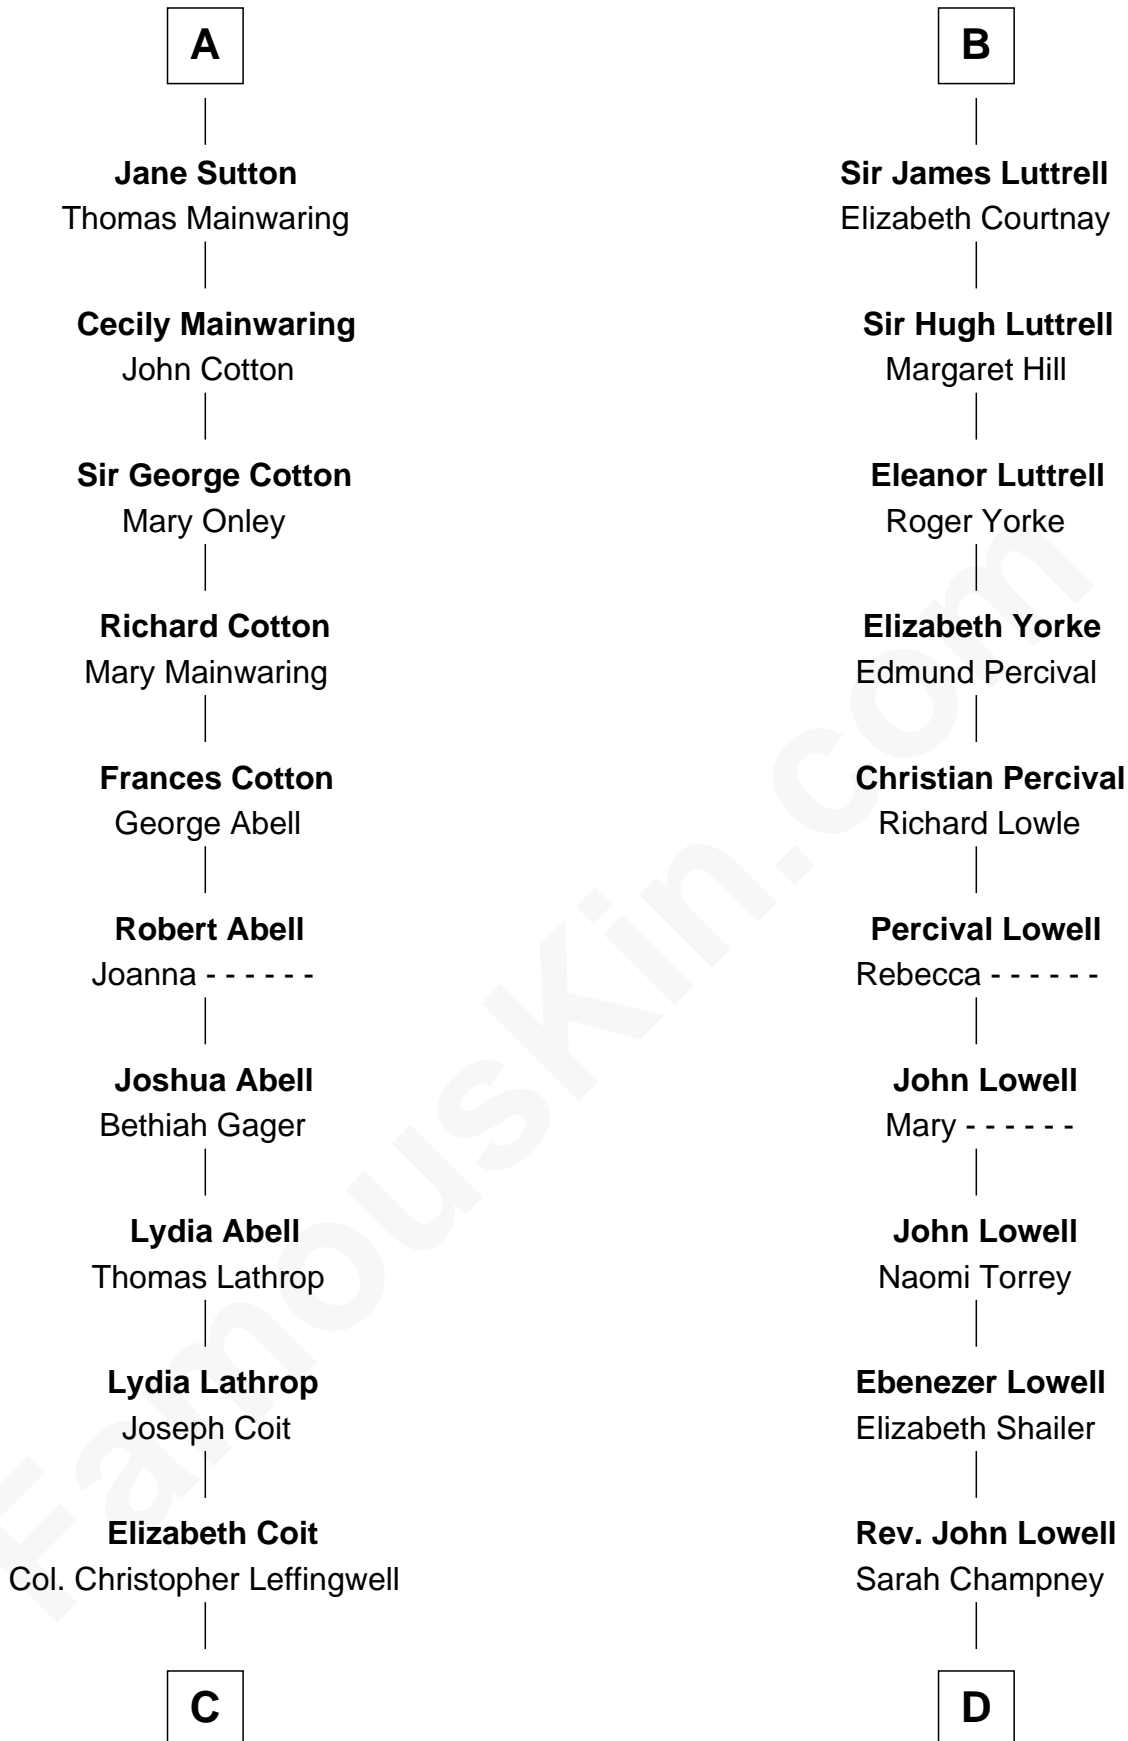 A
Jane Sutton
Thomas Mainwaring
Cecily Mainwaring
John Cotton
Sir George Cotton
Mary Onley
Richard Cotton
Mary Mainwaring
Frances Cotton
George Abell
Robert Abell
Joanna - - - - - -
Joshua Abell
Bethiah Gager
Lydia Abell
Thomas Lathrop
Lydia Lathrop
Joseph Coit
Elizabeth Coit
Col. Christopher Leffingwell
C
B
Sir James Luttrell
Elizabeth Courtnay
Sir Hugh Luttrell
Margaret Hill
Eleanor Luttrell
Roger Yorke
Elizabeth Yorke
Edmund Percival
Christian Percival
Richard Lowle
Percival Lowell
Rebecca - - - - - -
John Lowell
Mary - - - - - -
John Lowell
Naomi Torrey
Ebenezer Lowell
Elizabeth Shailer
Rev. John Lowell
Sarah Champney
D
FamousKin.com